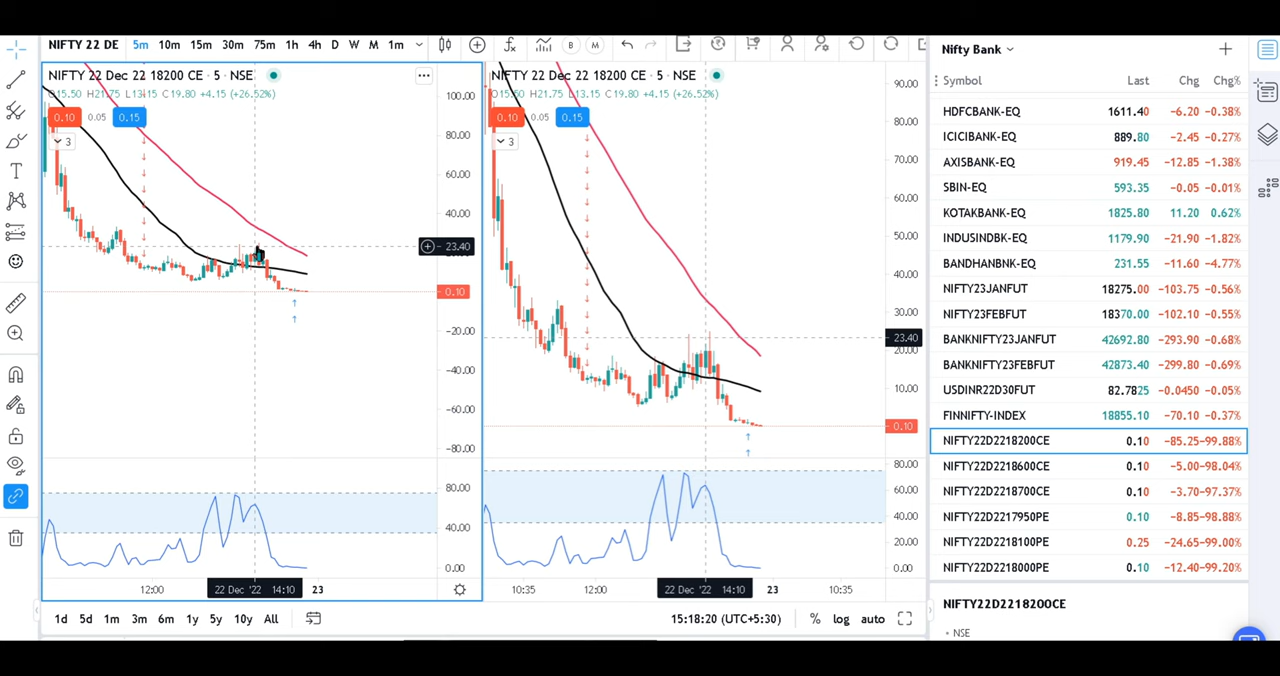 NIFTY 22 DE 5m 10m 15m 30m 75m 1h 4h D W M 1m B M
Nifty Bank
NIFTY 22 Dec 22 18200 CE · 5 · NSE
O15.50 H21.75 L13.15 C19.80 +4.15 (+26.52%)
0.10 0.05 0.15
3
100.00
80.00
60.00
40.00
23.40
0.10
-20.00
-40.00
-60.00
-80.00
80.00
40.00
0.00
12:00 22 Dec '22 14:10 23
NIFTY 22 Dec 22 18200 CE · 5 · NSE
O15.50 H21.75 L13.15 C19.80 +4.15 (+26.52%)
0.10 0.05 0.15
3
90.00
80.00
70.00
60.00
50.00
40.00
30.00
23.40
20.00
10.00
0.10
80.00
60.00
40.00
20.00
0.00
10:35 12:00 22 Dec '22 14:10 23 10:35
1d 5d 1m 3m 6m 1y 5y 10y All 15:18:20 (UTC+5:30) % log auto
Symbol Last Chg Chg%
HDFCBANK-EQ 1611.40 -6.20 -0.38%
ICICIBANK-EQ 889.80 -2.45 -0.27%
AXISBANK-EQ 919.45 -12.85 -1.38%
SBIN-EQ 593.35 -0.05 -0.01%
KOTAKBANK-EQ 1825.80 11.20 0.62%
INDUSINDBK-EQ 1179.90 -21.90 -1.82%
BANDHANBNK-EQ 231.55 -11.60 -4.77%
NIFTY23JANFUT 18275.00 -103.75 -0.56%
NIFTY23FEBFUT 18370.00 -102.10 -0.55%
BANKNIFTY23JANFUT 42692.80 -293.90 -0.68%
BANKNIFTY23FEBFUT 42873.40 -299.80 -0.69%
USDINR22D30FUT 82.7825 -0.0450 -0.05%
FINNIFTY-INDEX 18855.10 -70.10 -0.37%
NIFTY22D2218200CE 0.10 -85.25 -99.88%
NIFTY22D2218600CE 0.10 -5.00 -98.04%
NIFTY22D2218700CE 0.10 -3.70 -97.37%
NIFTY22D2217950PE 0.10 -8.85 -98.88%
NIFTY22D2218100PE 0.25 -24.65 -99.00%
NIFTY22D2218000PE 0.10 -12.40 -99.20%
NIFTY22D2218200CE
NSE